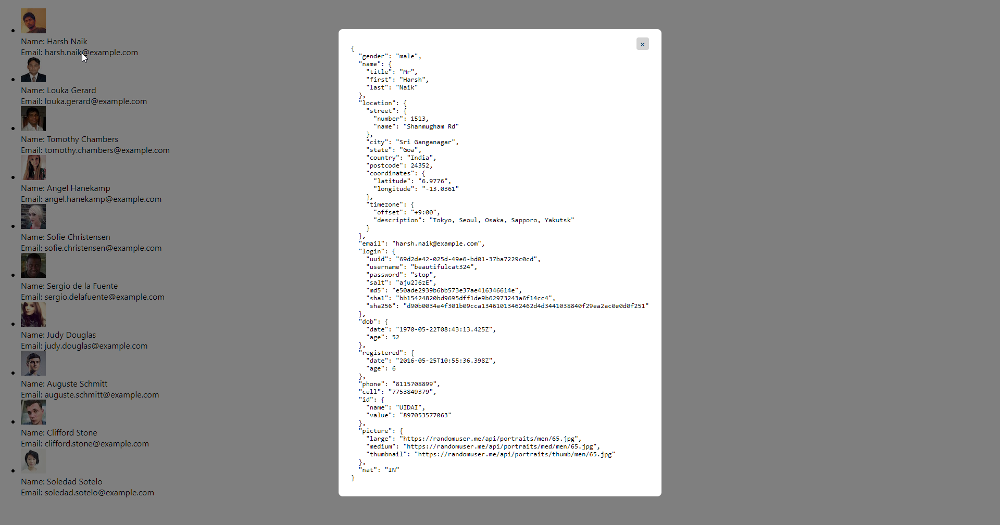 Name: Harsh Naik
Email: harsh.naik@example.com
Name: Louka Gerard
Email: louka.gerard@example.com
Name: Tomothy Chambers
Email: tomothy.chambers@example.com
Name: Angel Hanekamp
Email: angel.hanekamp@example.com
Name: Sofie Christensen
Email: sofie.christensen@example.com
Name: Sergio de la Fuente
Email: sergio.delafuente@example.com
Name: Judy Douglas
Email: judy.douglas@example.com
Name: Auguste Schmitt
Email: auguste.schmitt@example.com
Name: Clifford Stone
Email: clifford.stone@example.com
Name: Soledad Sotelo
Email: soledad.sotelo@example.com
×
{
  "gender": "male",
  "name": {
    "title": "Mr",
    "first": "Harsh",
    "last": "Naik"
  },
  "location": {
    "street": {
      "number": 1513,
      "name": "Shanmugham Rd"
    },
    "city": "Sri Ganganagar",
    "state": "Goa",
    "country": "India",
    "postcode": 24352,
    "coordinates": {
      "latitude": "6.9776",
      "longitude": "-13.0361"
    },
    "timezone": {
      "offset": "+9:00",
      "description": "Tokyo, Seoul, Osaka, Sapporo, Yakutsk"
    }
  },
  "email": "harsh.naik@example.com",
  "login": {
    "uuid": "69d2de42-025d-49e6-bd01-37ba7229c0cd",
    "username": "beautifulcat324",
    "password": "stop",
    "salt": "aju2J6zE",
    "md5": "e50ade2939b6bb573e37ae416346614e",
    "sha1": "bb15424820bd9695dff1de9b62973243a6f14cc4",
    "sha256": "d90b0034e4f301b09cca13461013462462d4d3441038840f29ea2ac0e0d0f251"
  },
  "dob": {
    "date": "1970-05-22T08:43:13.425Z",
    "age": 52
  },
  "registered": {
    "date": "2016-05-25T10:55:36.398Z",
    "age": 6
  },
  "phone": "8115708899",
  "cell": "7753849379",
  "id": {
    "name": "UIDAI",
    "value": "897053577063"
  },
  "picture": {
    "large": "https://randomuser.me/api/portraits/men/65.jpg",
    "medium": "https://randomuser.me/api/portraits/med/men/65.jpg",
    "thumbnail": "https://randomuser.me/api/portraits/thumb/men/65.jpg"
  },
  "nat": "IN"
}